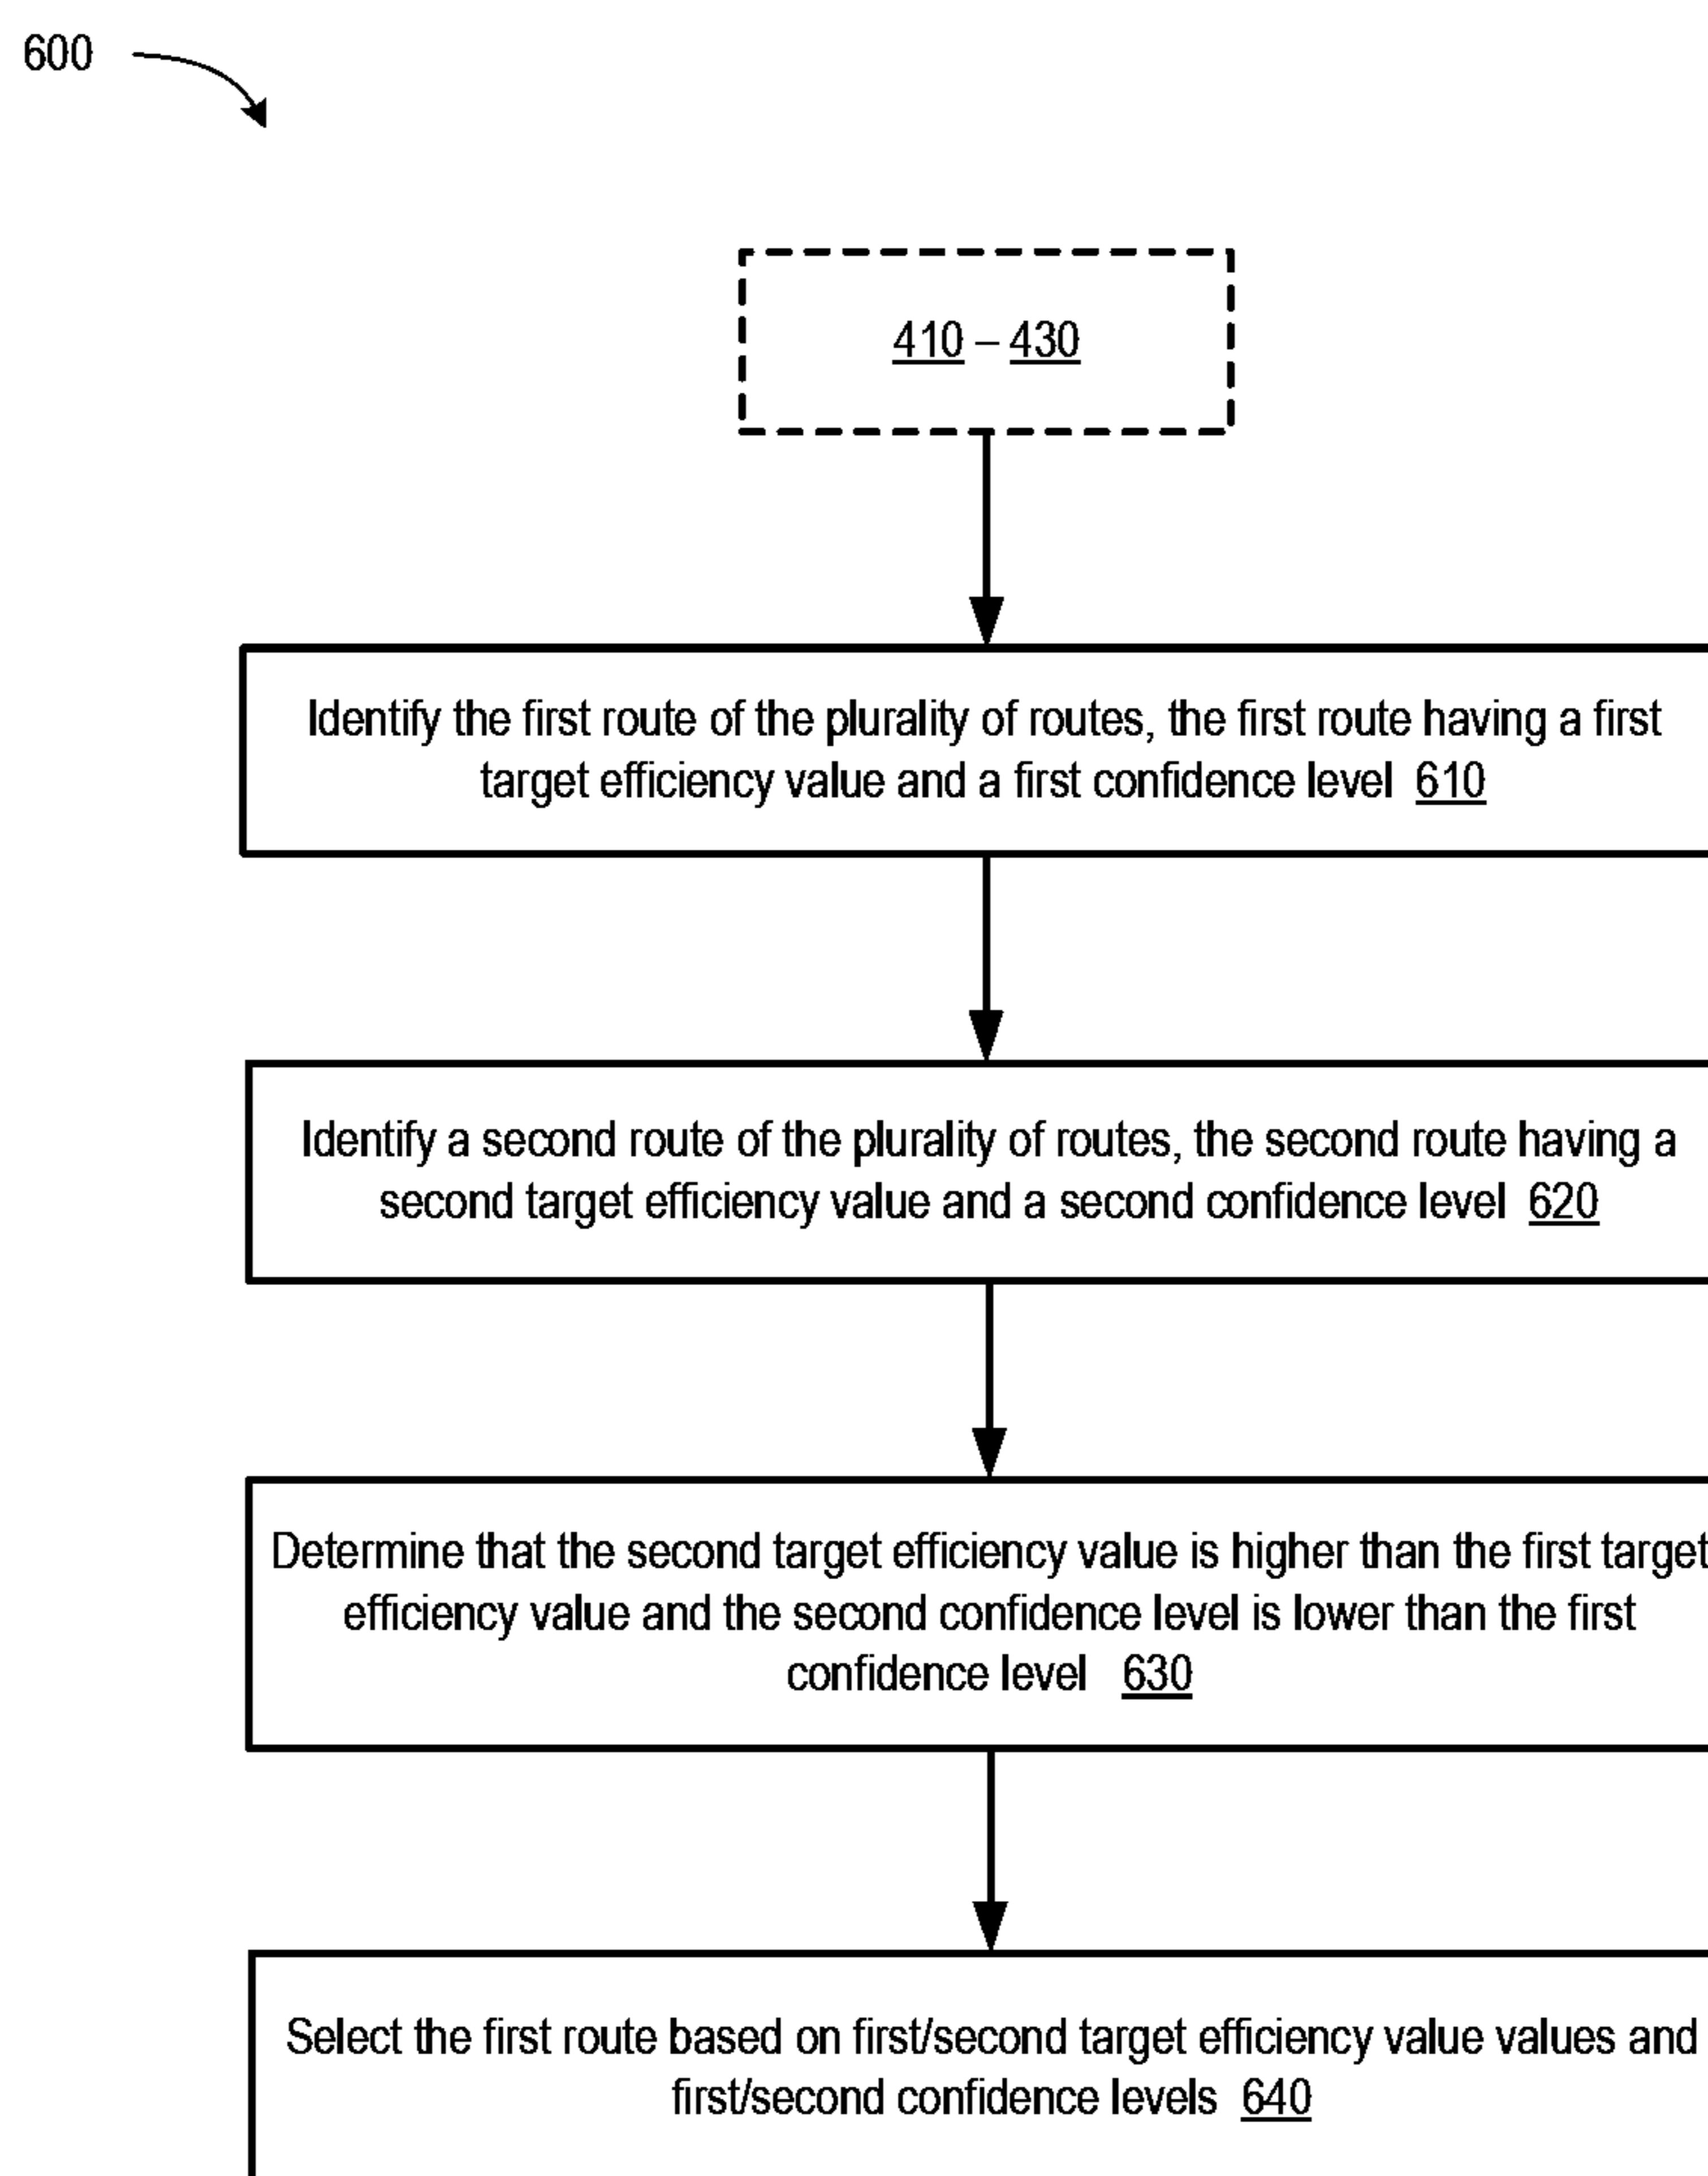 600
410 – 430
Identify the first route of the plurality of routes, the first route having a first
target efficiency value and a first confidence level 610
Identify a second route of the plurality of routes, the second route having a
second target efficiency value and a second confidence level 620
Determine that the second target efficiency value is higher than the first target
efficiency value and the second confidence level is lower than the first
confidence level 630
Select the first route based on first/second target efficiency value values and
first/second confidence levels 640